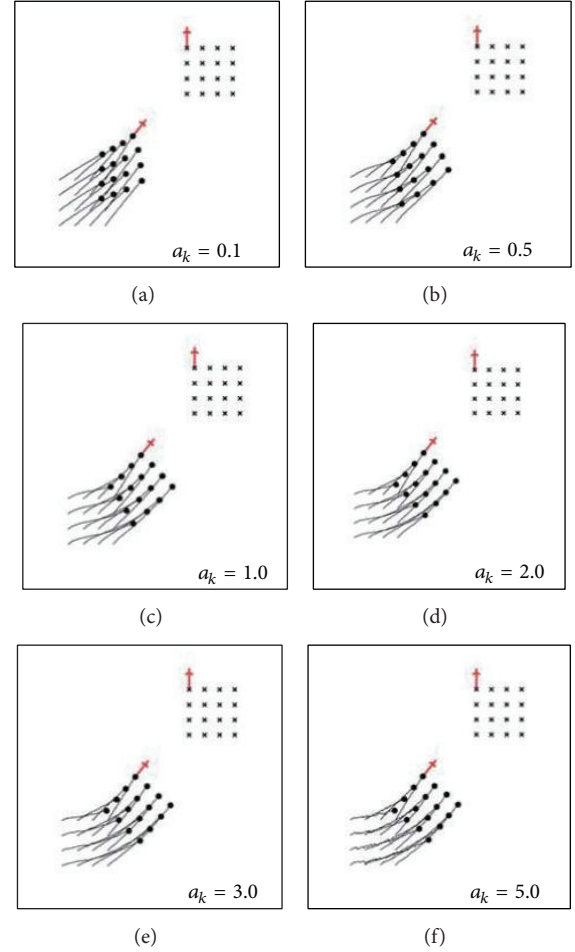 a_k = 0.1
(a)
a_k = 0.5
(b)
a_k = 1.0
(c)
a_k = 2.0
(d)
a_k = 3.0
(e)
a_k = 5.0
(f)